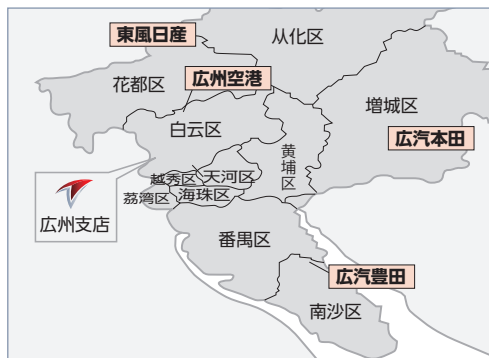 東風日産
从化区
花都区
広州空港
増城区
白云区
広汽本田
黄埔区
越秀区
天河区
荔湾区
海珠区
広州支店
番禺区
広汽豊田
南沙区